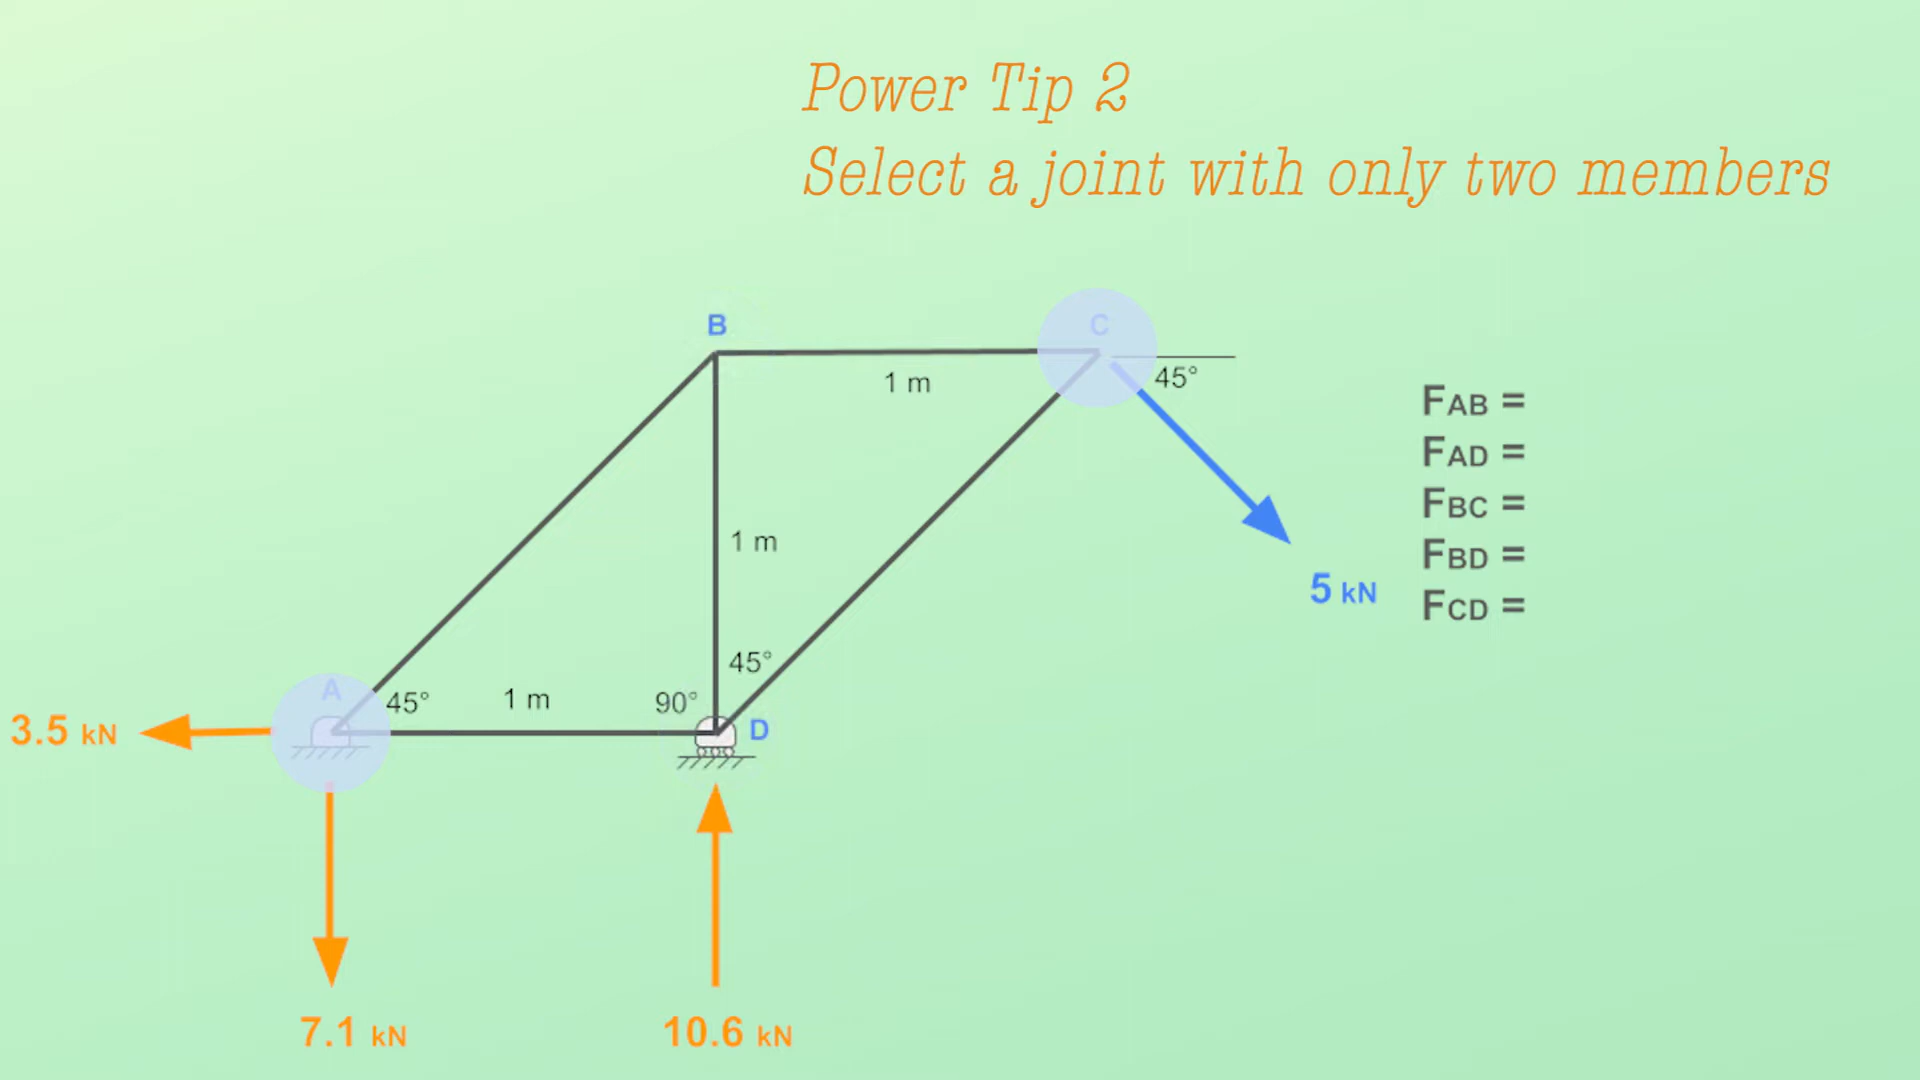 Power Tip 2
Select a joint with only two members
B
C
1 m
45°
FAB =
FAD =
FBC =
FBD =
FCD =
1 m
5 kN
45°
A
45°
1 m
90°
D
3.5 kN
7.1 kN
10.6 kN